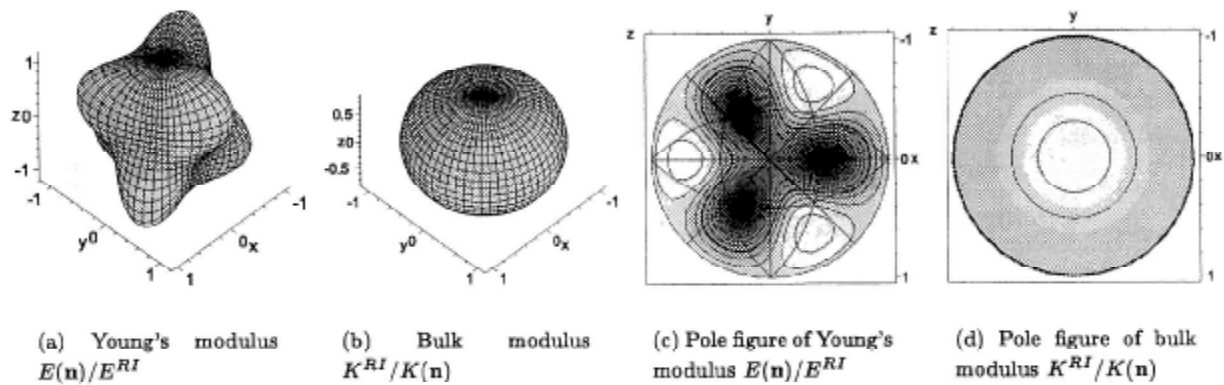 1
z0
-1
-1
y0
1
1
0x
-1
0.5
z0
-0.5
-1
y0
1
1
0x
-1
z
y
-1
0x
1
z
y
-1
0x
1
(a) Young's modulus
E(n)/E^{RI}
(b) Bulk modulus
K^{RI}/K(n)
(c) Pole figure of Young's
modulus E(n)/E^{RI}
(d) Pole figure of bulk
modulus K^{RI}/K(n)